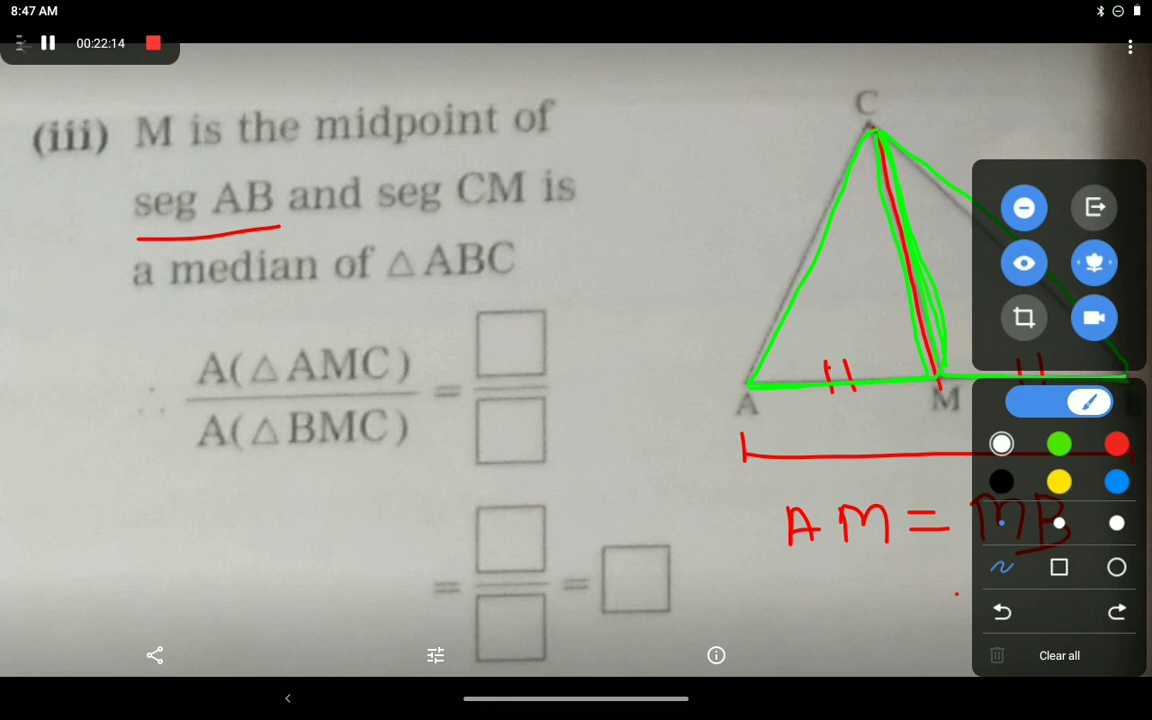 8:47 AM
00:22:14
(iii) M is the midpoint of
seg AB and seg CM is
a median of △ABC
A(△AMC)
=
A(△BMC)
= =
C
A M
AM = MB
Clear all